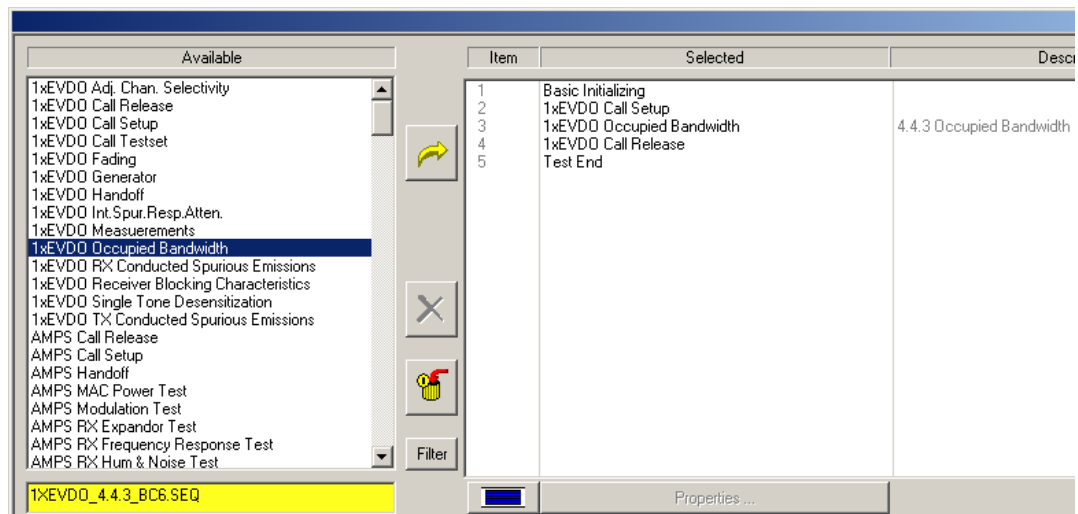 Available
1xEVDO Adj. Chan. Selectivity
1xEVDO Call Release
1xEVDO Call Setup
1xEVDO Call Testset
1xEVDO Fading
1xEVDO Generator
1xEVDO Handoff
1xEVDO Int.Spur.Resp.Atten.
1xEVDO Measuerements
1xEVDO Occupied Bandwidth
1xEVDO RX Conducted Spurious Emissions
1xEVDO Receiver Blocking Characteristics
1xEVDO Single Tone Desensitization
1xEVDO TX Conducted Spurious Emissions
AMPS Call Release
AMPS Call Setup
AMPS Handoff
AMPS MAC Power Test
AMPS Modulation Test
AMPS RX Expandor Test
AMPS RX Frequency Response Test
AMPS RX Hum & Noise Test
1XEVDO_4.4.3_BC6.SEQ
Filter
Item Selected Descr
1 Basic Initializing
2 1xEVDO Call Setup
3 1xEVDO Occupied Bandwidth 4.4.3 Occupied Bandwidth
4 1xEVDO Call Release
5 Test End
Properties ...